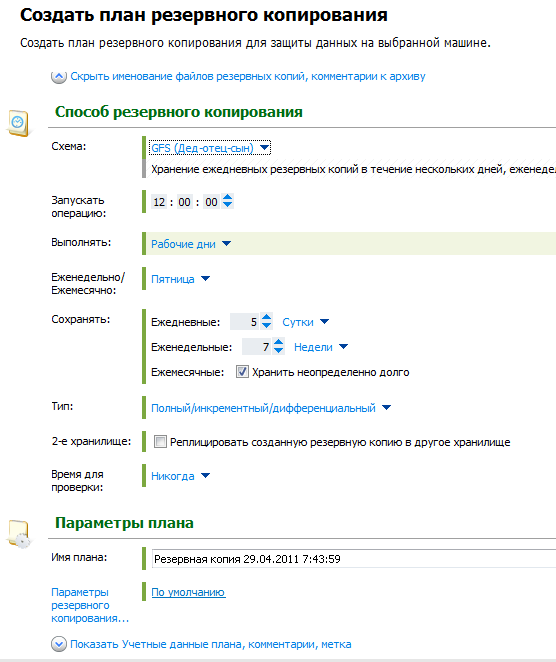 Создать план резервного копирования
Создать план резервного копирования для защиты данных на выбранной машине.
Скрыть именование файлов резервных копий, комментарии к архиву
Способ резервного копирования
Схема: GFS (Дед-отец-сын)
Хранение ежедневных резервных копий в течение нескольких дней, еженедел
Запускать
операцию: 12 : 00 : 00
Выполнять: Рабочие дни
Еженедельно/
Ежемесячно: Пятница
Сохранять: Ежедневные: 5 Сутки
Еженедельные: 7 Недели
Ежемесячные: Хранить неопределенно долго
Тип: Полный/инкрементный/дифференциальный
2-е хранилище: Реплицировать созданную резервную копию в другое хранилище
Время для
проверки: Никогда
Параметры плана
Имя плана: Резервная копия 29.04.2011 7:43:59
Параметры По умолчанию
резервного
копирования...
Показать Учетные данные плана, комментарии, метка